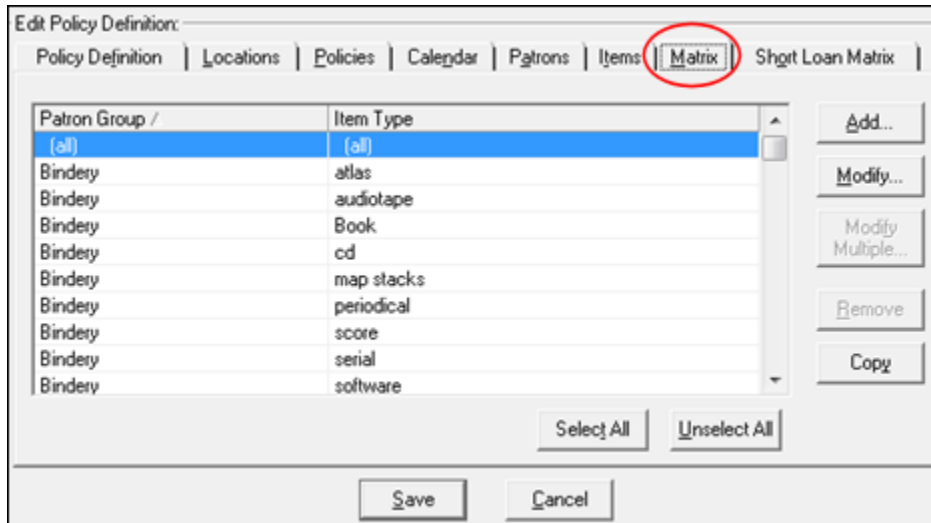 Edit Policy Definition:
Policy Definition Locations Policies Calendar Patrons Items Matrix Short Loan Matrix
Patron Group / Item Type
(all) (all)
Bindery atlas
Bindery audiotape
Bindery Book
Bindery cd
Bindery map stacks
Bindery periodical
Bindery score
Bindery serial
Bindery software
Add...
Modify...
Modify
Multiple...
Remove
Copy
Select All Unselect All
Save Cancel